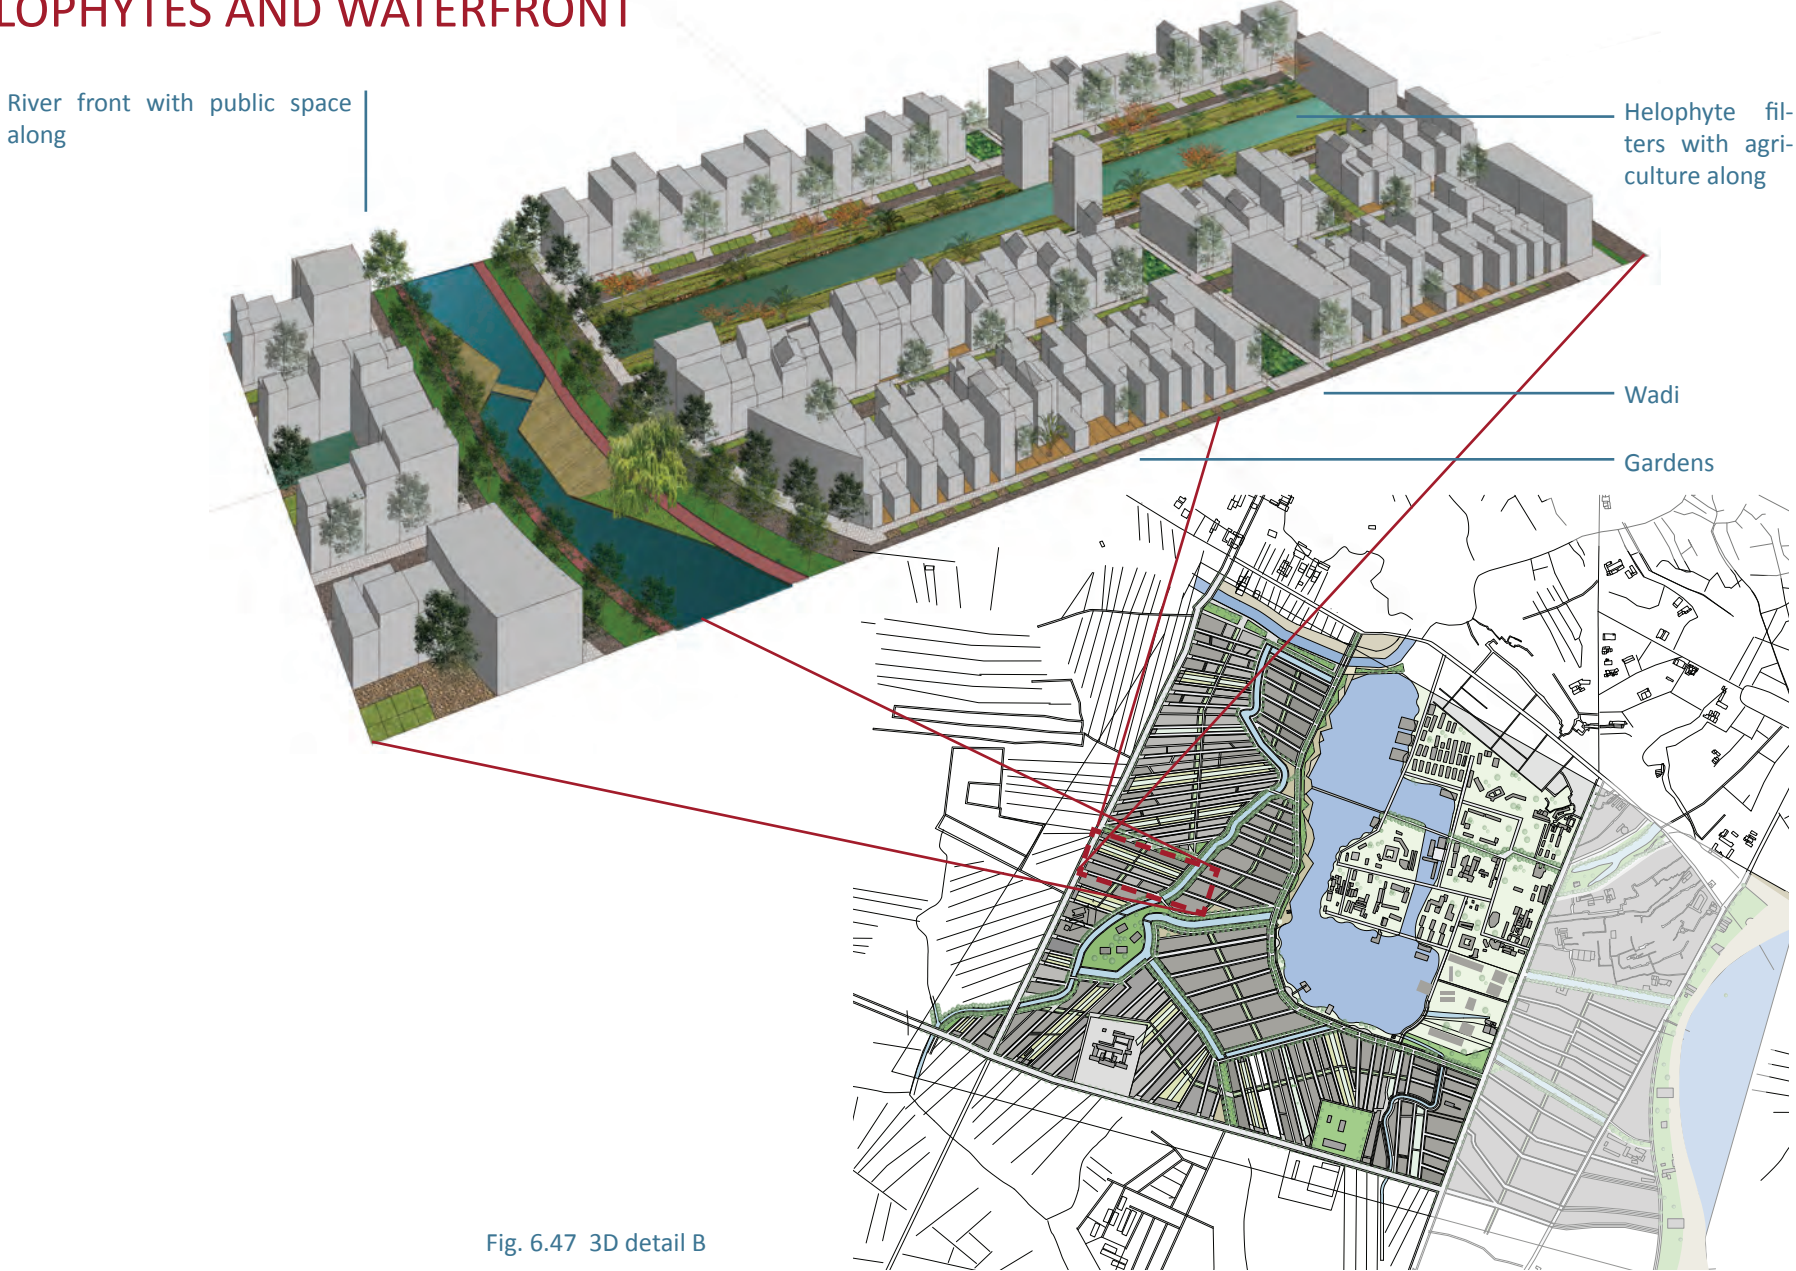 LOPHYTES AND WATERFRONT
River front with public space
along
Helophyte fil-
ters with agri-
culture along
Wadi
Gardens
Fig. 6.47 3D detail B